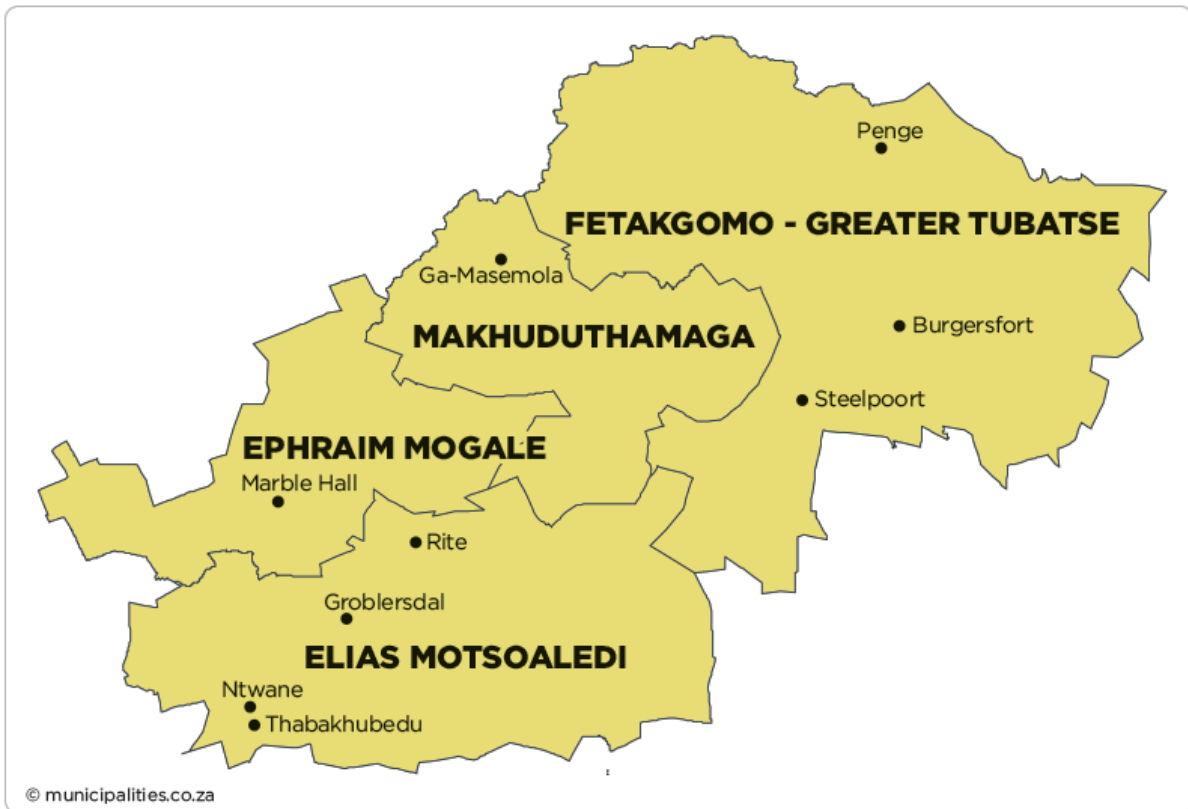 Penge
FETAKGOMO - GREATER TUBATSE
Ga-Masemola
Burgersfort
MAKHUDUTHAMAGA
Steelpoort
EPHRAIM MOGALE
Marble Hall
Rite
Groblersdal
ELIAS MOTSOALEDI
Ntwane
Thabakhubedu
© municipalities.co.za